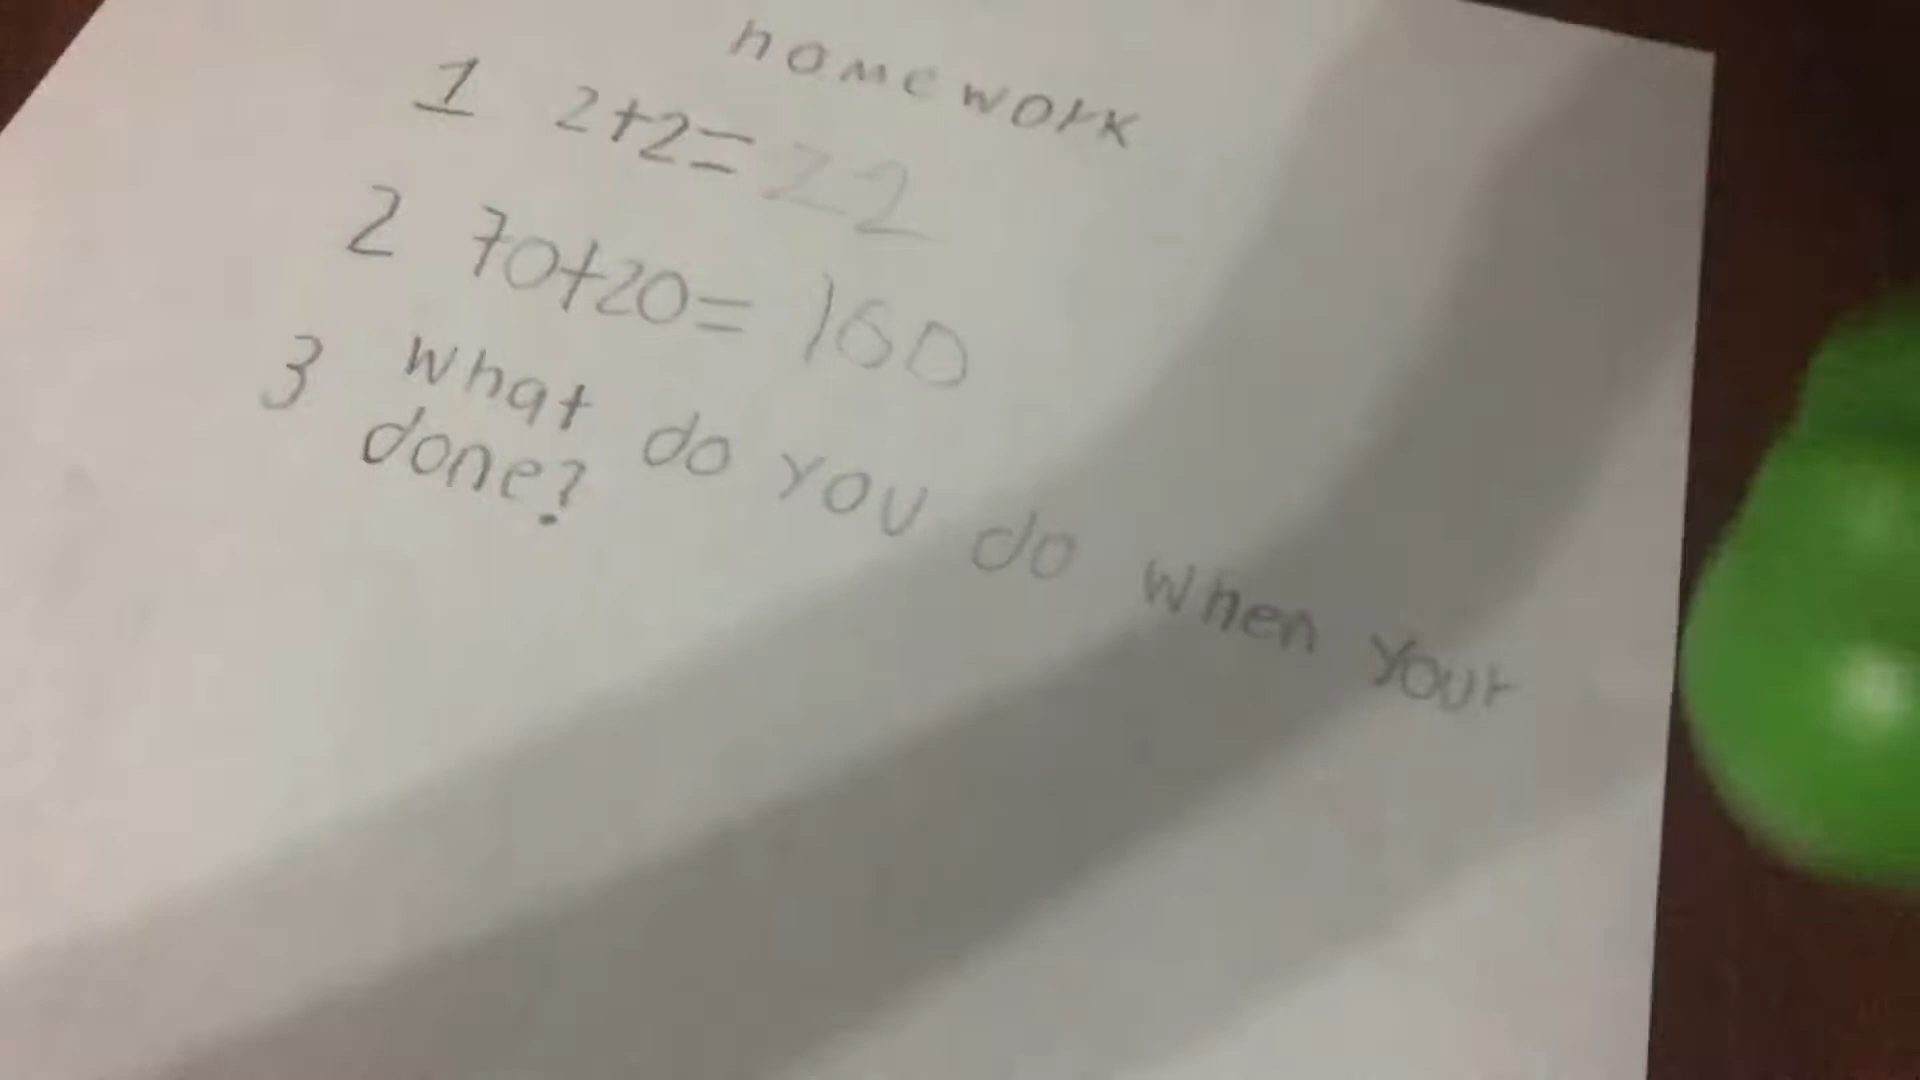 homework
1 2+2= 22
2 70+20= 160
3 what do you do when your
done?